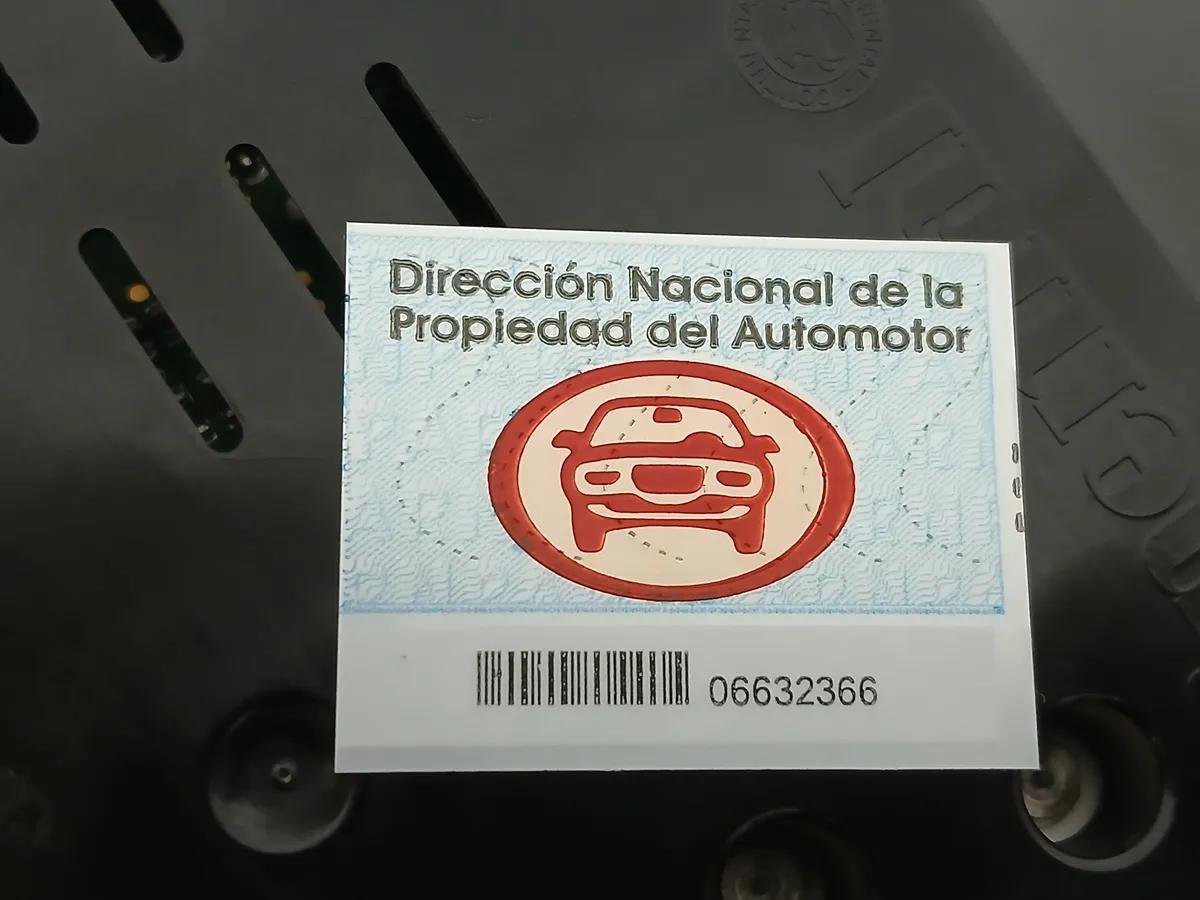 Dirección Nacional de la
Propiedad del Automotor
06632366